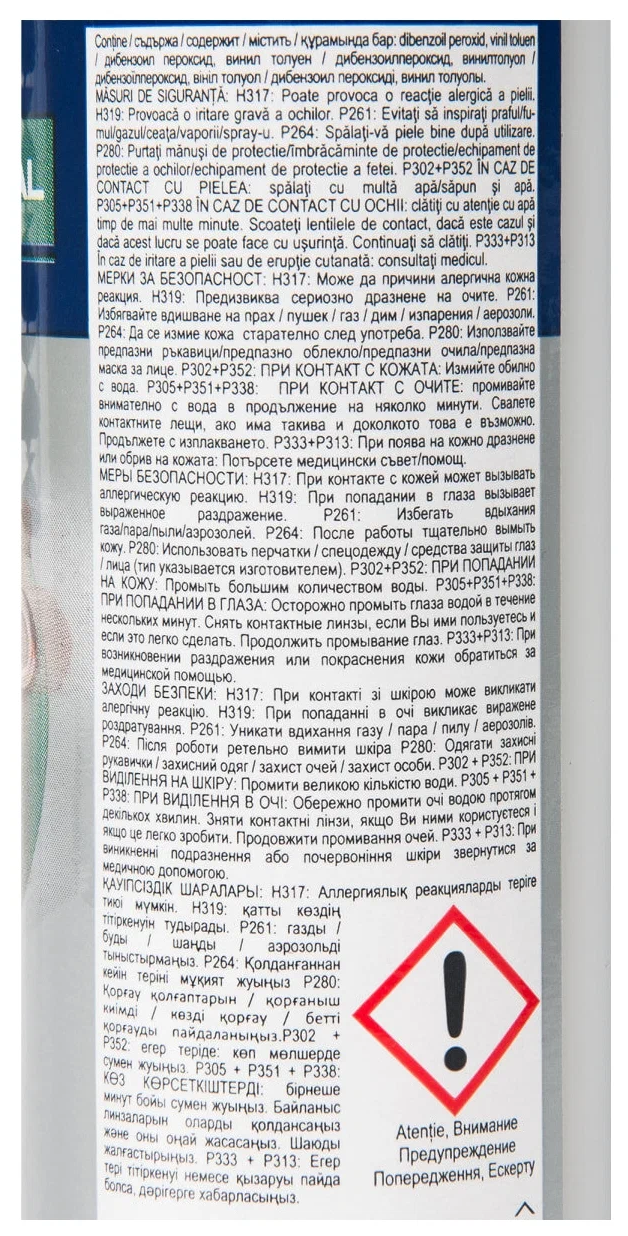 AL
Conține / съдържа / содержит / містить / құрамында бар: dibenzoil peroxid, vinil toluen
/ дибензоил пероксид, винил толуен / дибензоилпероксид, винилтолуол /
дибензоїлпероксид, вініл толуол / дибензоил пероксиді, винил толуолы.
MĂSURI DE SIGURANȚĂ: H317: Poate provoca o reacție alergică a pielii.
H319: Provoacă o iritare gravă a ochilor. P261: Evitați să inspirați praful/fu-
mul/gazul/ceața/vaporii/spray-u. P264: Spălați-vă piele bine după utilizare.
P280: Purtați mănuși de protectie/îmbrăcăminte de protectie/echipament de
protectie a ochilor/echipament de protectie a fetei. P302+P352 ÎN CAZ DE
CONTACT CU PIELEA: spălați cu multă apă/săpun și apă.
P305+P351+P338 ÎN CAZ DE CONTACT CU OCHII: clătiți cu atenție cu apă
timp de mai multe minute. Scoateți lentilele de contact, dacă este cazul și
dacă acest lucru se poate face cu ușurință. Continuați să clătiți. P333+P313
În caz de iritare a pielii sau de erupție cutanată: consultați medicul.
МЕРКИ ЗА БЕЗОПАСНОСТ: H317: Може да причини алергична кожна
реакция. H319: Предизвиква сериозно дразнене на очите. P261:
Избягвайте вдишване на прах / пушек / газ / дим / изпарения / аерозоли.
P264: Да се измие кожа старателно след употреба. P280: Използвайте
предпазни ръкавици/предпазно облекло/предпазни очила/предпазна
маска за лице. P302+P352: ПРИ КОНТАКТ С КОЖАТА: Измийте обилно
с вода. P305+P351+P338: ПРИ КОНТАКТ С ОЧИТЕ: промивайте
внимателно с вода в продължение на няколко минути. Свалете
контактните лещи, ако има такива и доколкото това е възможно.
Продължете с изплакването. P333+P313: При поява на кожно дразнене
или обрив на кожата: Потърсете медицински съвет/помощ.
МЕРЫ БЕЗОПАСНОСТИ: H317: При контакте с кожей может вызывать
аллергическую реакцию. H319: При попадании в глаза вызывает
выраженное раздражение. P261: Избегать вдыхания
газа/пара/пыли/аэрозолей. P264: После работы тщательно вымыть
кожу. P280: Использовать перчатки / спецодежду / средства защиты глаз
/ лица (тип указывается изготовителем). P302+P352: ПРИ ПОПАДАНИИ
НА КОЖУ: Промыть большим количеством воды. P305+P351+P338:
ПРИ ПОПАДАНИИ В ГЛАЗА: Осторожно промыть глаза водой в течение
нескольких минут. Снять контактные линзы, если Вы ими пользуетесь и
если это легко сделать. Продолжить промывание глаз. P333+P313: При
возникновении раздражения или покраснения кожи обратиться за
медицинской помощью.
ЗАХОДИ БЕЗПЕКИ: H317: При контакті зі шкірою може викликати
алергічну реакцію. H319: При попаданні в очі викликає виражене
роздратування. P261: Уникати вдихання газу / пара / пилу / аерозолів.
P264: Після роботи ретельно вимити шкіра P280: Одягати захисні
рукавички / захисний одяг / захист очей / захист особи. P302 + P352: ПРИ
ВИДІЛЕННЯ НА ШКІРУ: Промити великою кількістю води. P305 + P351 +
P338: ПРИ ВИДІЛЕННЯ В ОЧІ: Обережно промити очі водою протягом
декількох хвилин. Зняти контактні лінзи, якщо Ви ними користуєтеся і
якщо це легко зробити. Продовжити промивання очей. P333 + P313: При
виникненні подразнення або почервоніння шкіри звернутися за
медичною допомогою.
ҚАУІПСІЗДІК ШАРАЛАРЫ: H317: Аллергиялық реакцияларды теріге
тиюі мүмкін. H319: қатты көздің
тітіркенуін тудырады. P261: газды /
буды / шаңды / аэрозольді
тыныстырмаңыз. P264: Қолданғаннан
кейін теріні мұқият жуыңыз P280:
Қорғау қолғаптарын / қорғаныш
киімді / көзді қорғау / бетті
қорғауды пайдаланыңыз.P302 +
P352: егер теріде: көп мөлшерде
сумен жуыңыз. P305 + P351 + P338:
КӨЗ КӨРСЕТКІШТЕРДІ: бірнеше
минут бойы сумен жуыңыз. Байланыс
линзаларын оларды қолдансаңыз
және оны оңай жасасаңыз. Шаюды
жалғастырыңыз. P333 + P313: Егер
тері тітіркенуі немесе қызаруы пайда
болса, дәрігерге хабарласыңыз.
Atenție, Внимание
Предупреждение
Попередження, Ескерту